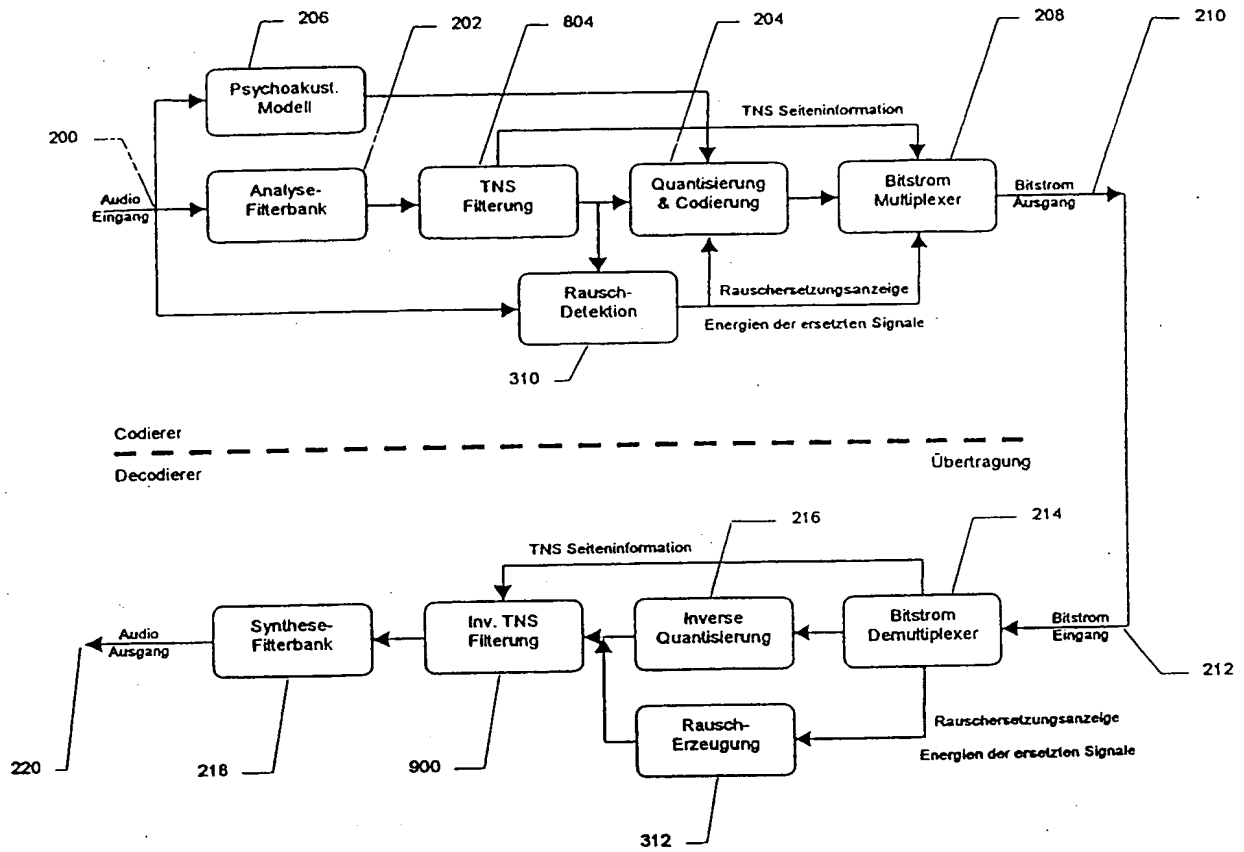 206
202
804
204
208
210
Psychoakust.
Modell
TNS Seiteninformation
200
Audio
Eingang
Analyse-
Filterbank
TNS
Filterung
Quantisierung
& Codierung
Bitstrom
Multiplexer
Bitstrom
Ausgang
Rausch-
Detektion
Rauschersetzungsanzeige
Energien der ersetzten Signale
310
Codierer
Decodierer
Übertragung
216
214
TNS Seiteninformation
Audio
Ausgang
Synthese-
Filterbank
Inv. TNS
Filterung
Inverse
Quantisierung
Bitstrom
Demultiplexer
Bitstrom
Eingang
212
Rausch-
Erzeugung
Rauschersetzungsanzeige
Energien der ersetzten Signale
220
218
900
312